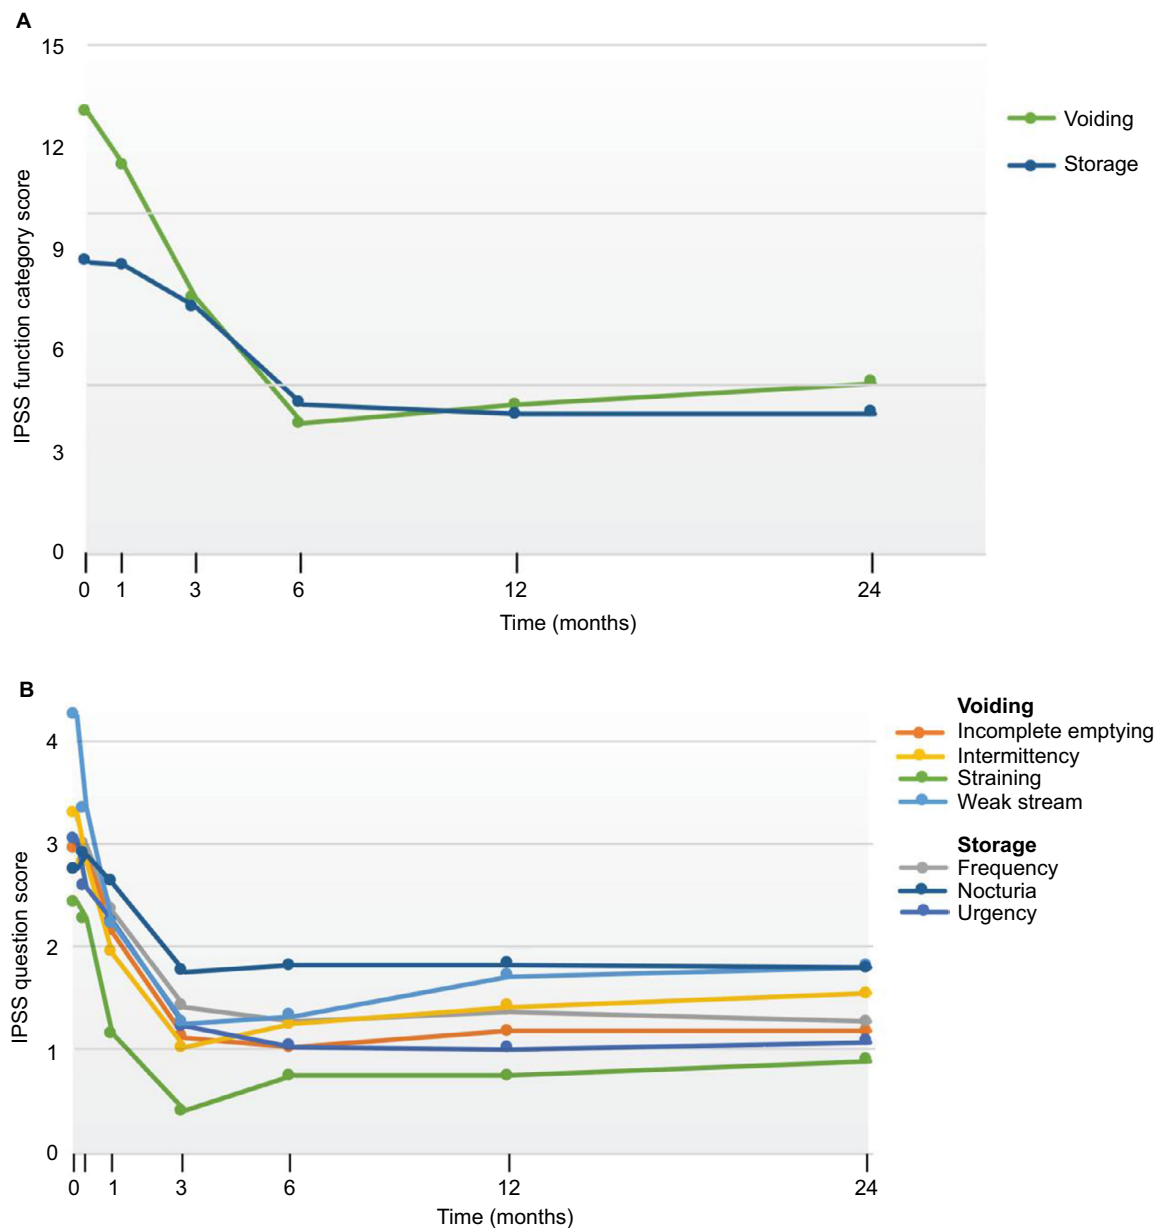 A
15
12
9
6
3
0
IPSS function category score
0 1 3 6 12 24
Time (months)
Voiding
Storage
B
4
3
2
1
0
IPSS question score
0 1 3 6 12 24
Time (months)
Voiding
Incomplete emptying
Intermittency
Straining
Weak stream
Storage
Frequency
Nocturia
Urgency